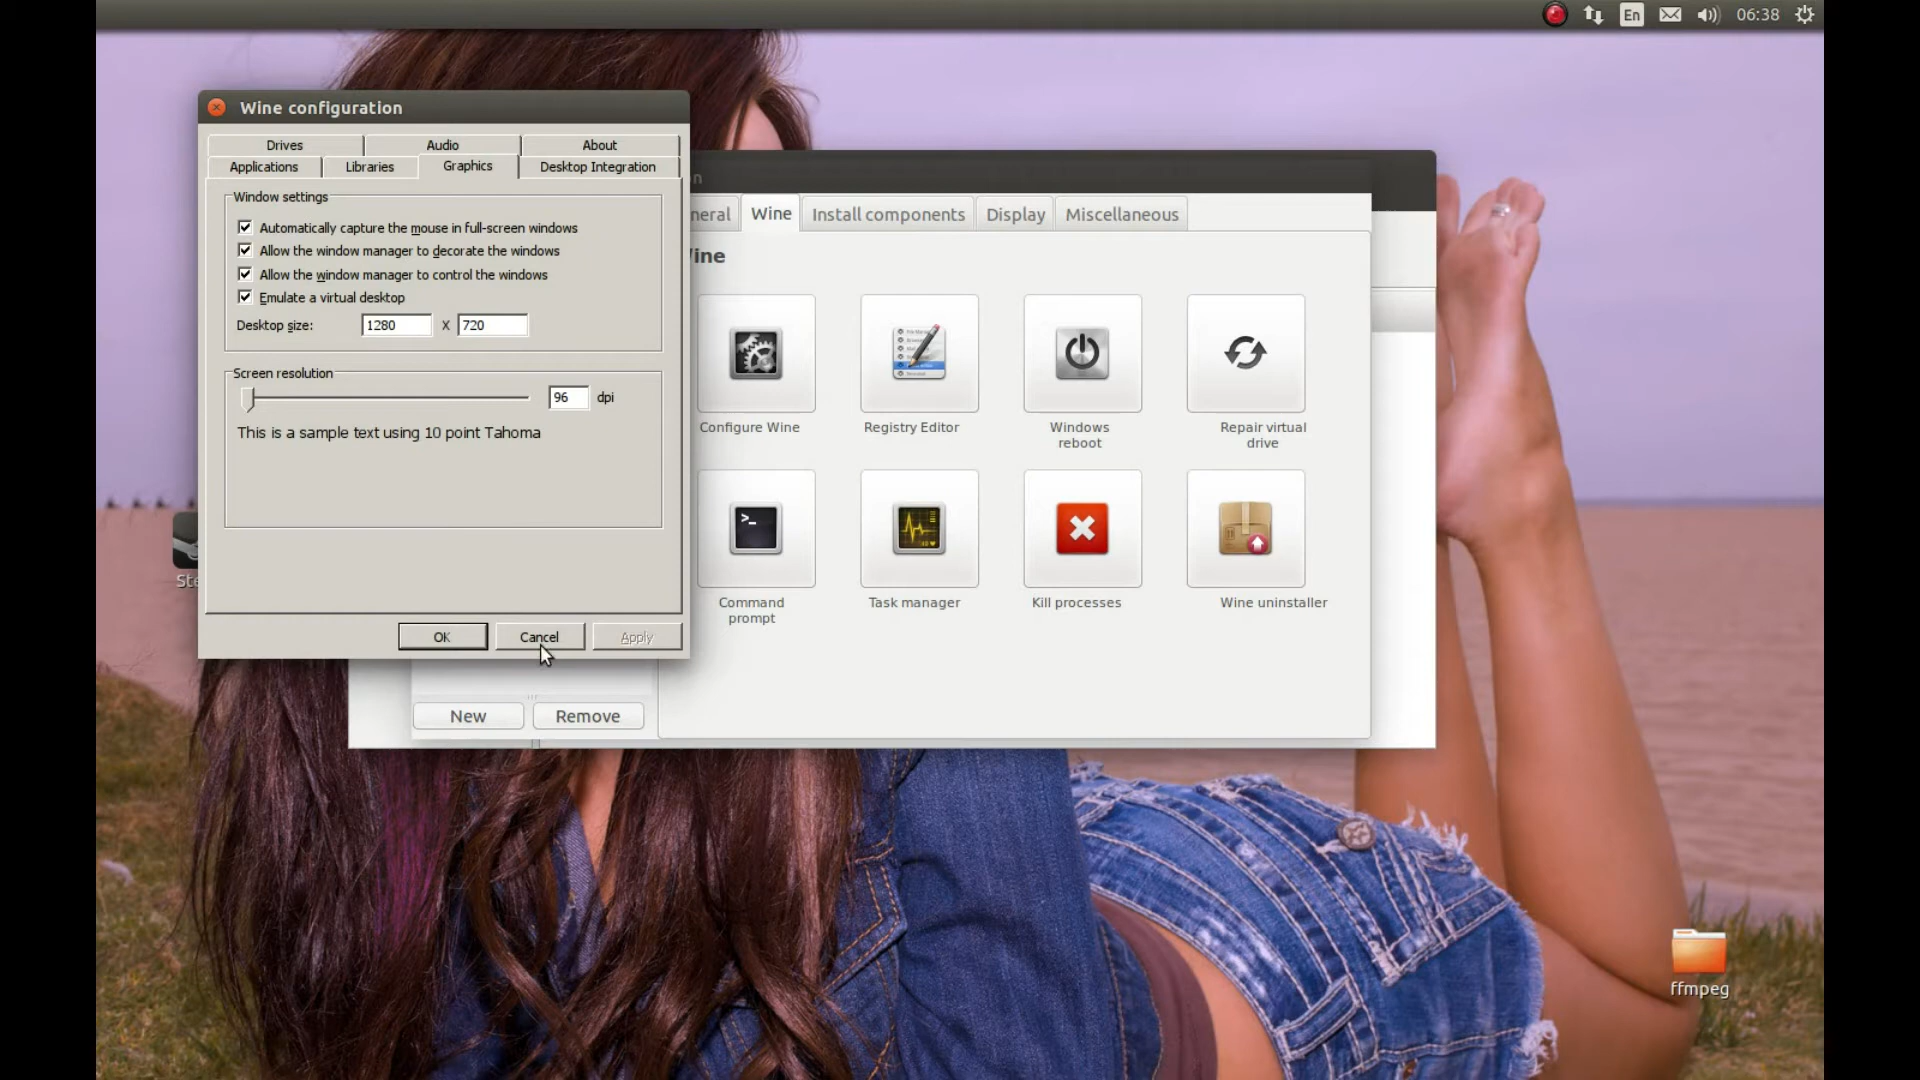 En
06:38
Wine configuration
Drives
Audio
About
Applications
Libraries
Graphics
Desktop Integration
Window settings
Automatically capture the mouse in full-screen windows
Allow the window manager to decorate the windows
Allow the window manager to control the windows
Emulate a virtual desktop
Desktop size:
1280
X
720
Screen resolution
96
dpi
This is a sample text using 10 point Tahoma
OK
Cancel
Apply
Wine
Install components
Display
Miscellaneous
Configure Wine
Registry Editor
Windows
reboot
Repair virtual
drive
>_
Command
prompt
Task manager
Kill processes
Wine uninstaller
New
Remove
ffmpeg